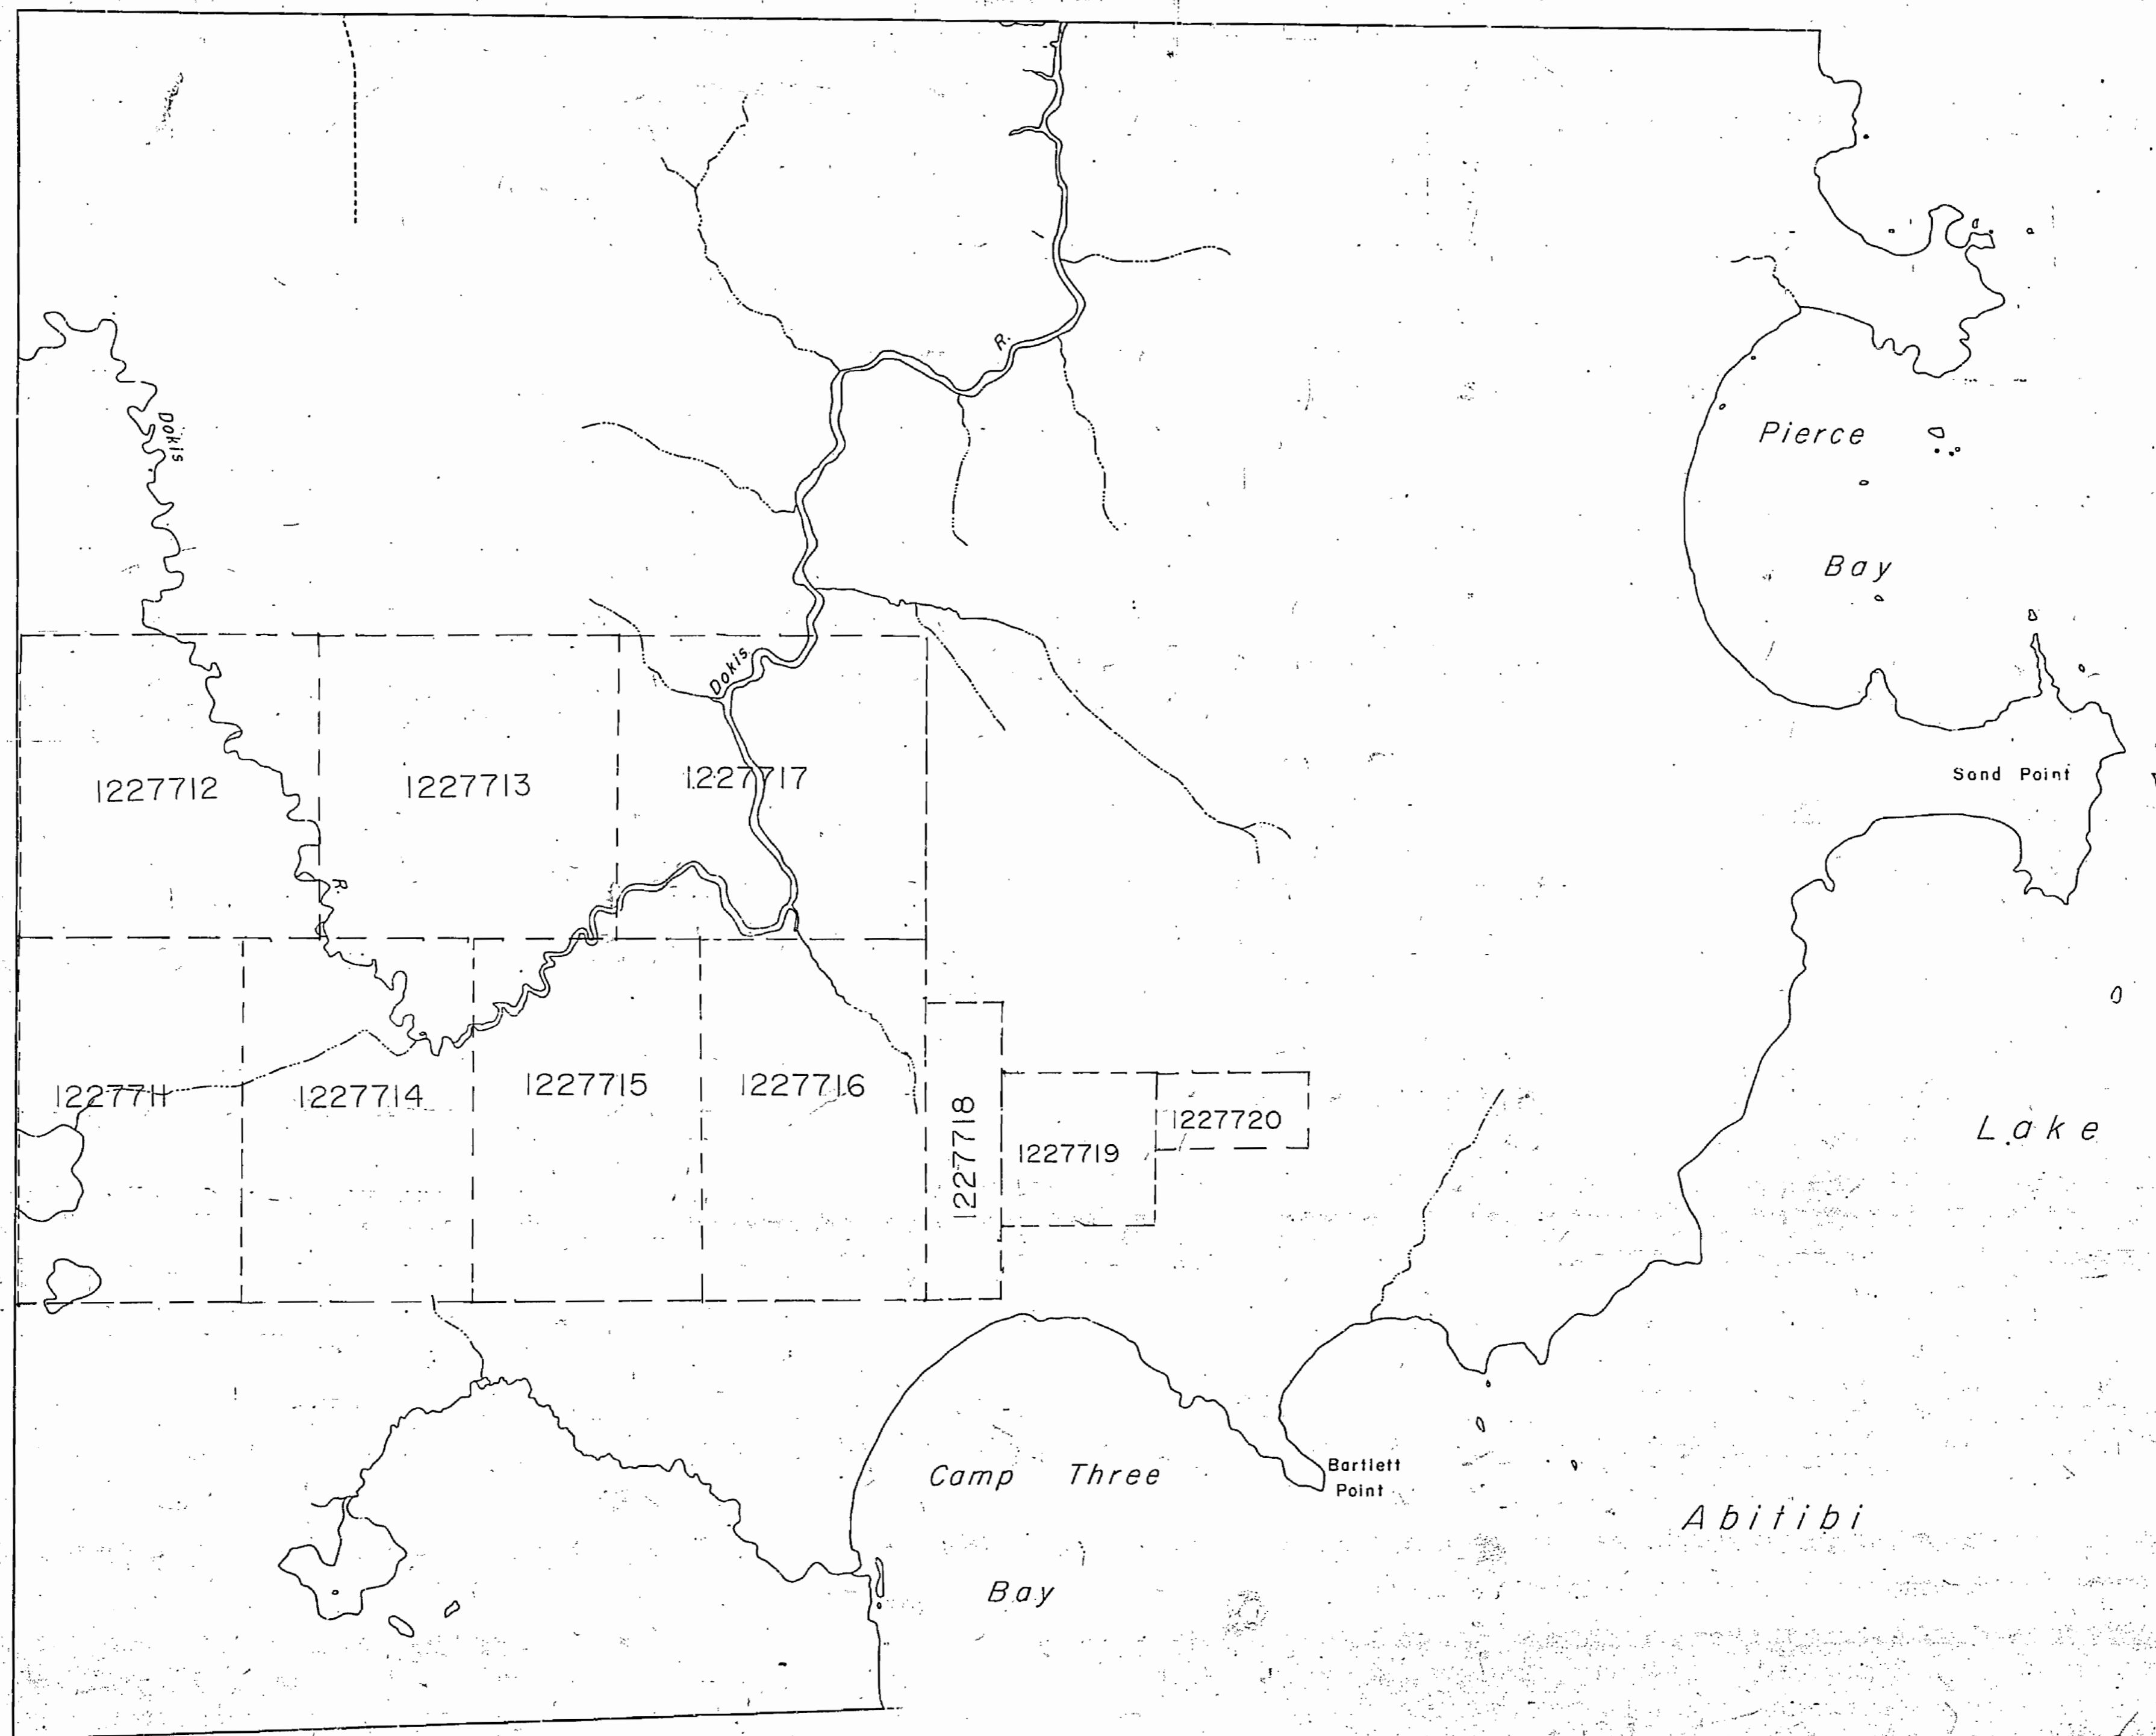 R.
Dokis
Pierce
Bay
Dokis
Sand Point
1227712
1227713
1227717
R.
1227711
1227714
1227715
1227716
1227718
1227719
1227720
Lake
Camp Three
Bay
Bartlett
Point
Abitibi